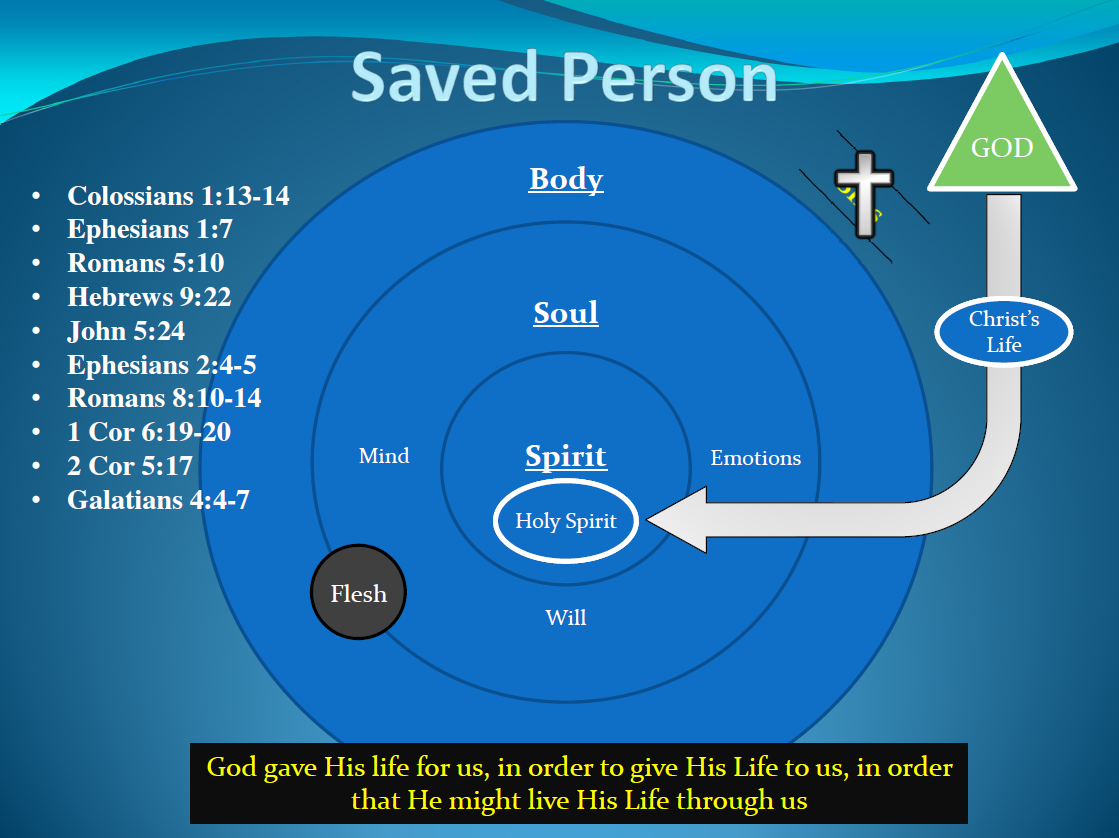 Saved Person
• Colossians 1:13-14
• Ephesians 1:7
• Romans 5:10
• Hebrews 9:22
• John 5:24
• Ephesians 2:4-5
• Romans 8:10-14
• 1 Cor 6:19-20
• 2 Cor 5:17
• Galatians 4:4-7
Body
Soul
Mind
Spirit
Emotions
Holy Spirit
Flesh
Will
GOD
Christ's
Life
God gave His life for us, in order to give His Life to us, in order
that He might live His Life through us